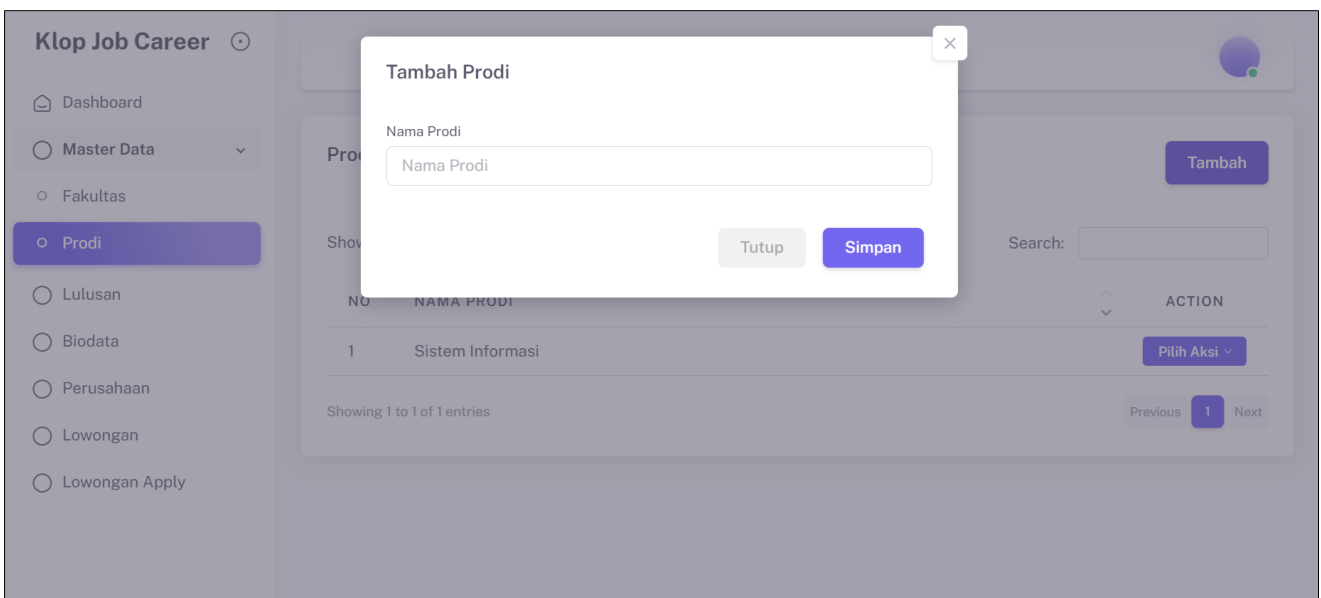 Klop Job Career
Dashboard
Master Data
Fakultas
Prodi
Lulusan
Biodata
Perusahaan
Lowongan
Lowongan Apply
Tambah Prodi
Nama Prodi
Nama Prodi
Tutup Simpan
Tambah
Search:
NO NAMA PRODI ACTION
1 Sistem Informasi Pilih Aksi
Showing 1 to 1 of 1 entries
Previous 1 Next